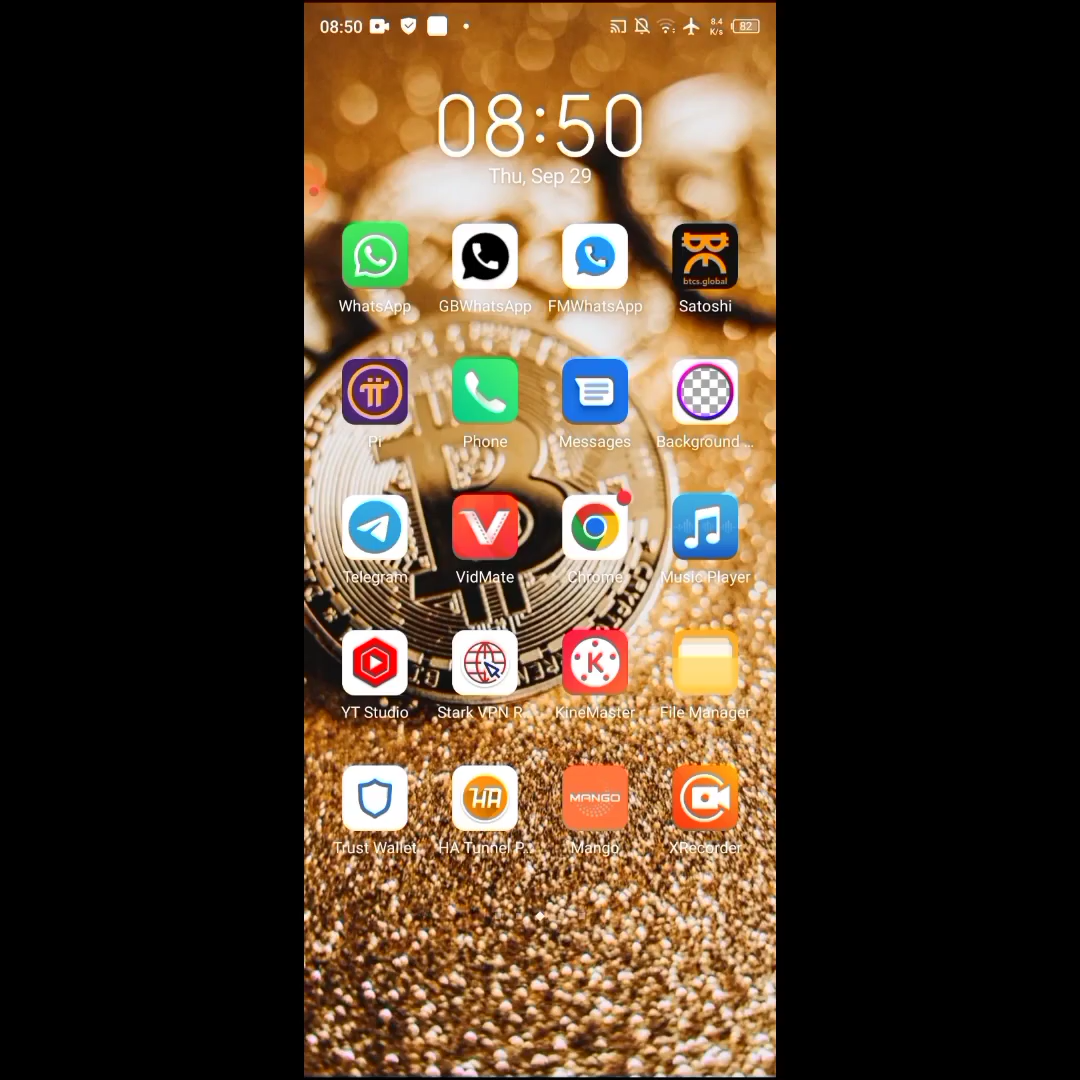 08:50
8.4
K/s
82
08:50
Thu, Sep 29
btcs.global
WhatsApp
GBWhatsApp
FMWhatsApp
Satoshi
Pi
Phone
Messages
Background ...
Telegram
VidMate
Chrome
Music Player
YT Studio
Stark VPN R...
KineMaster
File Manager
HA
MANGO
Trust Wallet
HA Tunnel P...
Mango
XRecorder